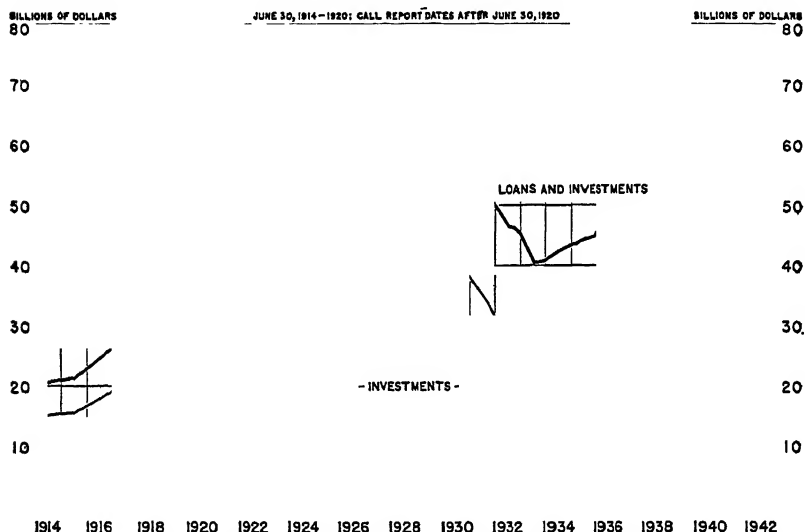 BILLIONS OF DOLLARS JUNE 30, 1914-1920; CALL REPORT DATES AFTER JUNE 30, 1920 BILLIONS OF DOLLARS
80 80
70 70
60 60
LOANS AND INVESTMENTS
50 50
40 40
30 30
20 - INVESTMENTS - 20
10 10
1914 1916 1918 1920 1922 1924 1926 1928 1930 1932 1934 1936 1938 1940 1942